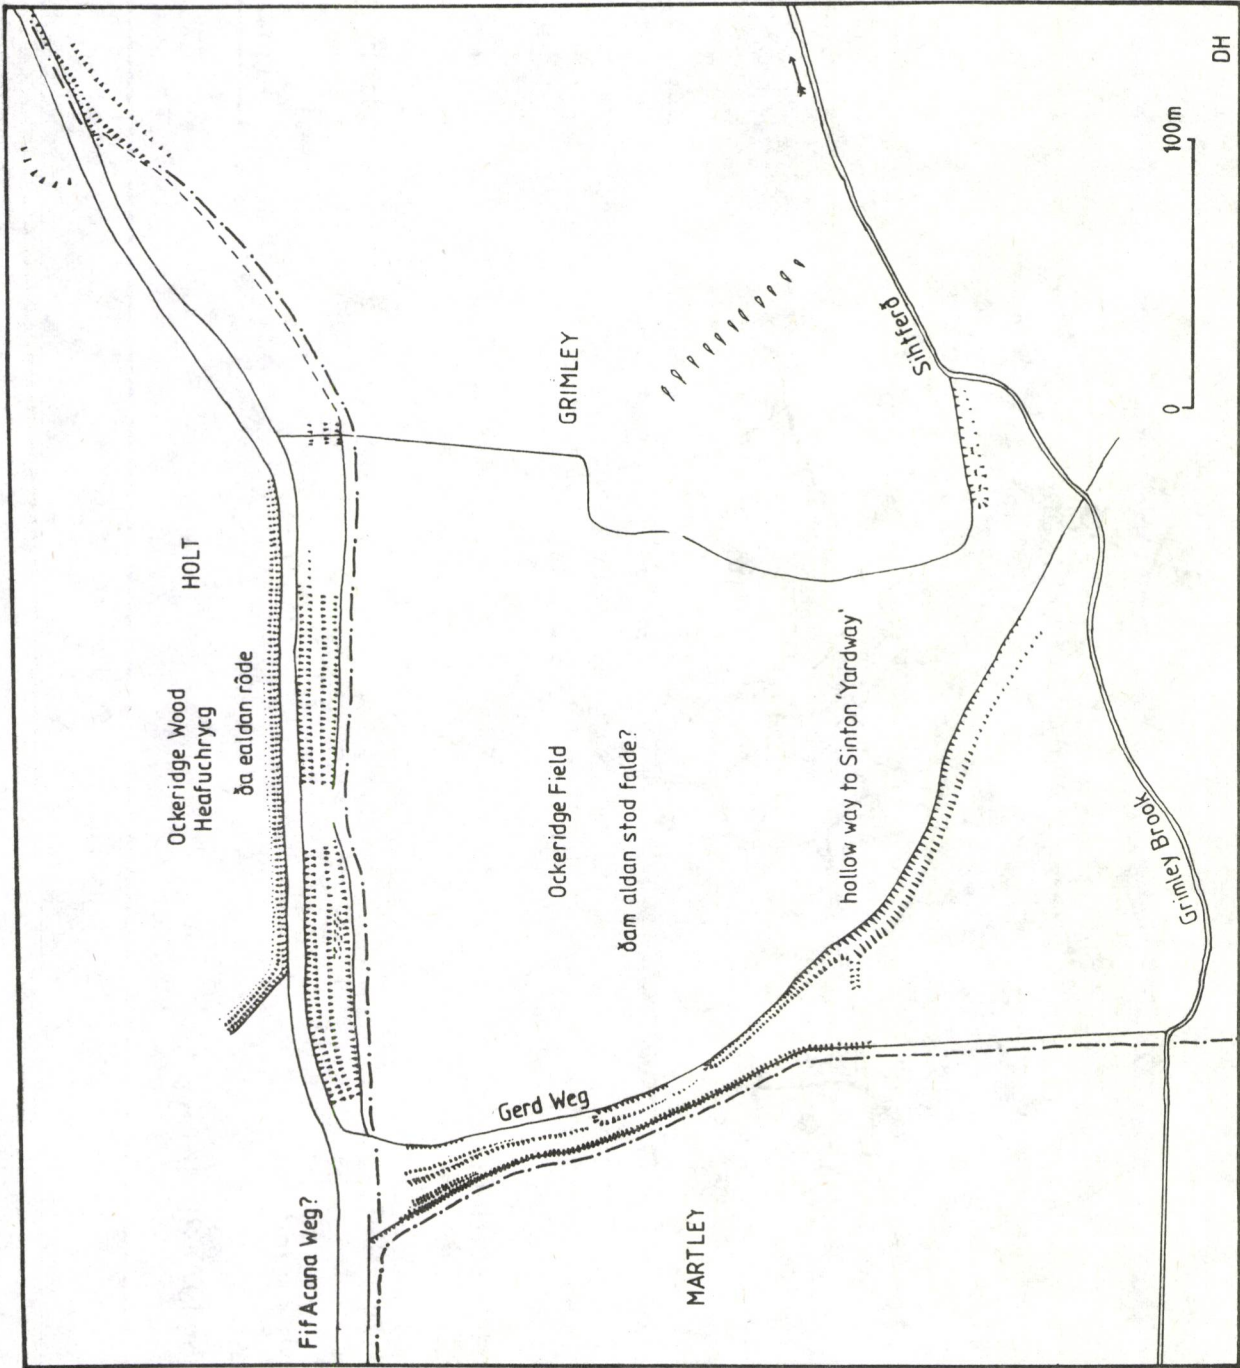 Ockeridge Wood
Heafuchrycg
HOLT
ða ealdan rôde
Fif Acana Weg?
GRIMLEY
Ockeridge Field
ðam aldan stod falde?
Gerd Weg
MARTLEY
hollow way to Sinton 'Yardway'
Sihtferð
Grimley Brook
0
100m
DH